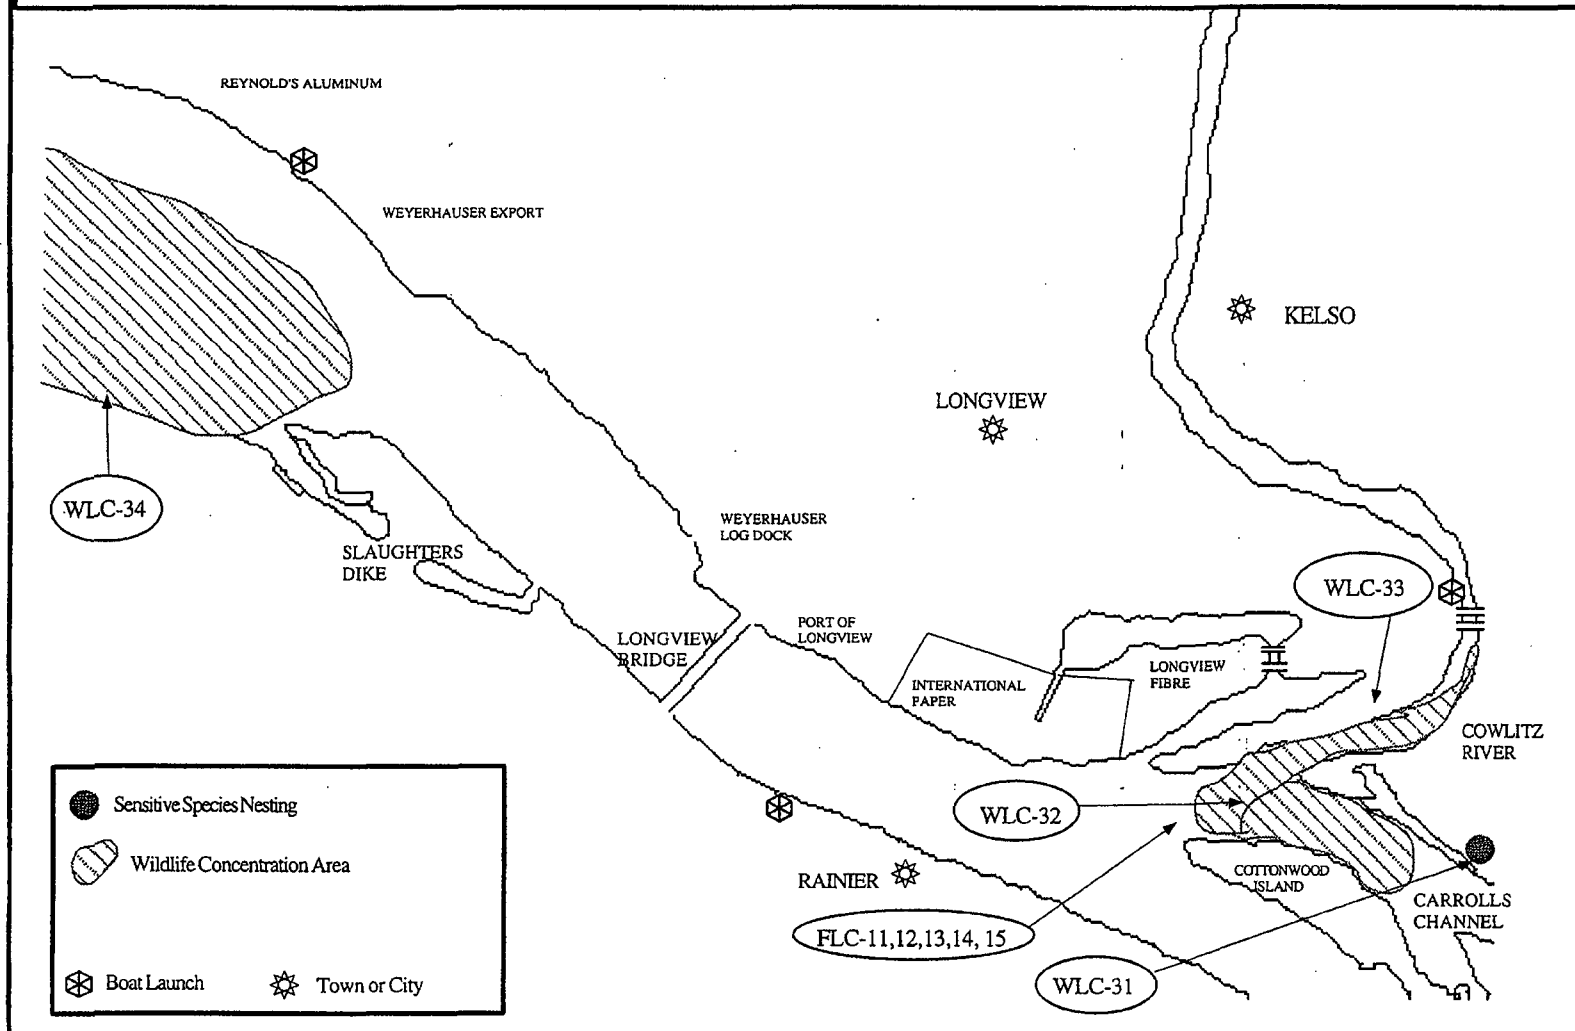 REYNOLD'S ALUMINUM
WEYERHAUSER EXPORT
KELSO
LONGVIEW
WLC-34
WEYERHAUSER
LOG DOCK
SLAUGHTERS
DIKE
WLC-33
LONGVIEW
BRIDGE
PORT OF
LONGVIEW
INTERNATIONAL
PAPER
LONGVIEW
FIBRE
COWLITZ
RIVER
WLC-32
RAINIER
COTTONWOOD
ISLAND
CARROLLS
CHANNEL
FLC-11,12,13,14, 15
WLC-31
Sensitive Species Nesting
Wildlife Concentration Area
Boat Launch
Town or City